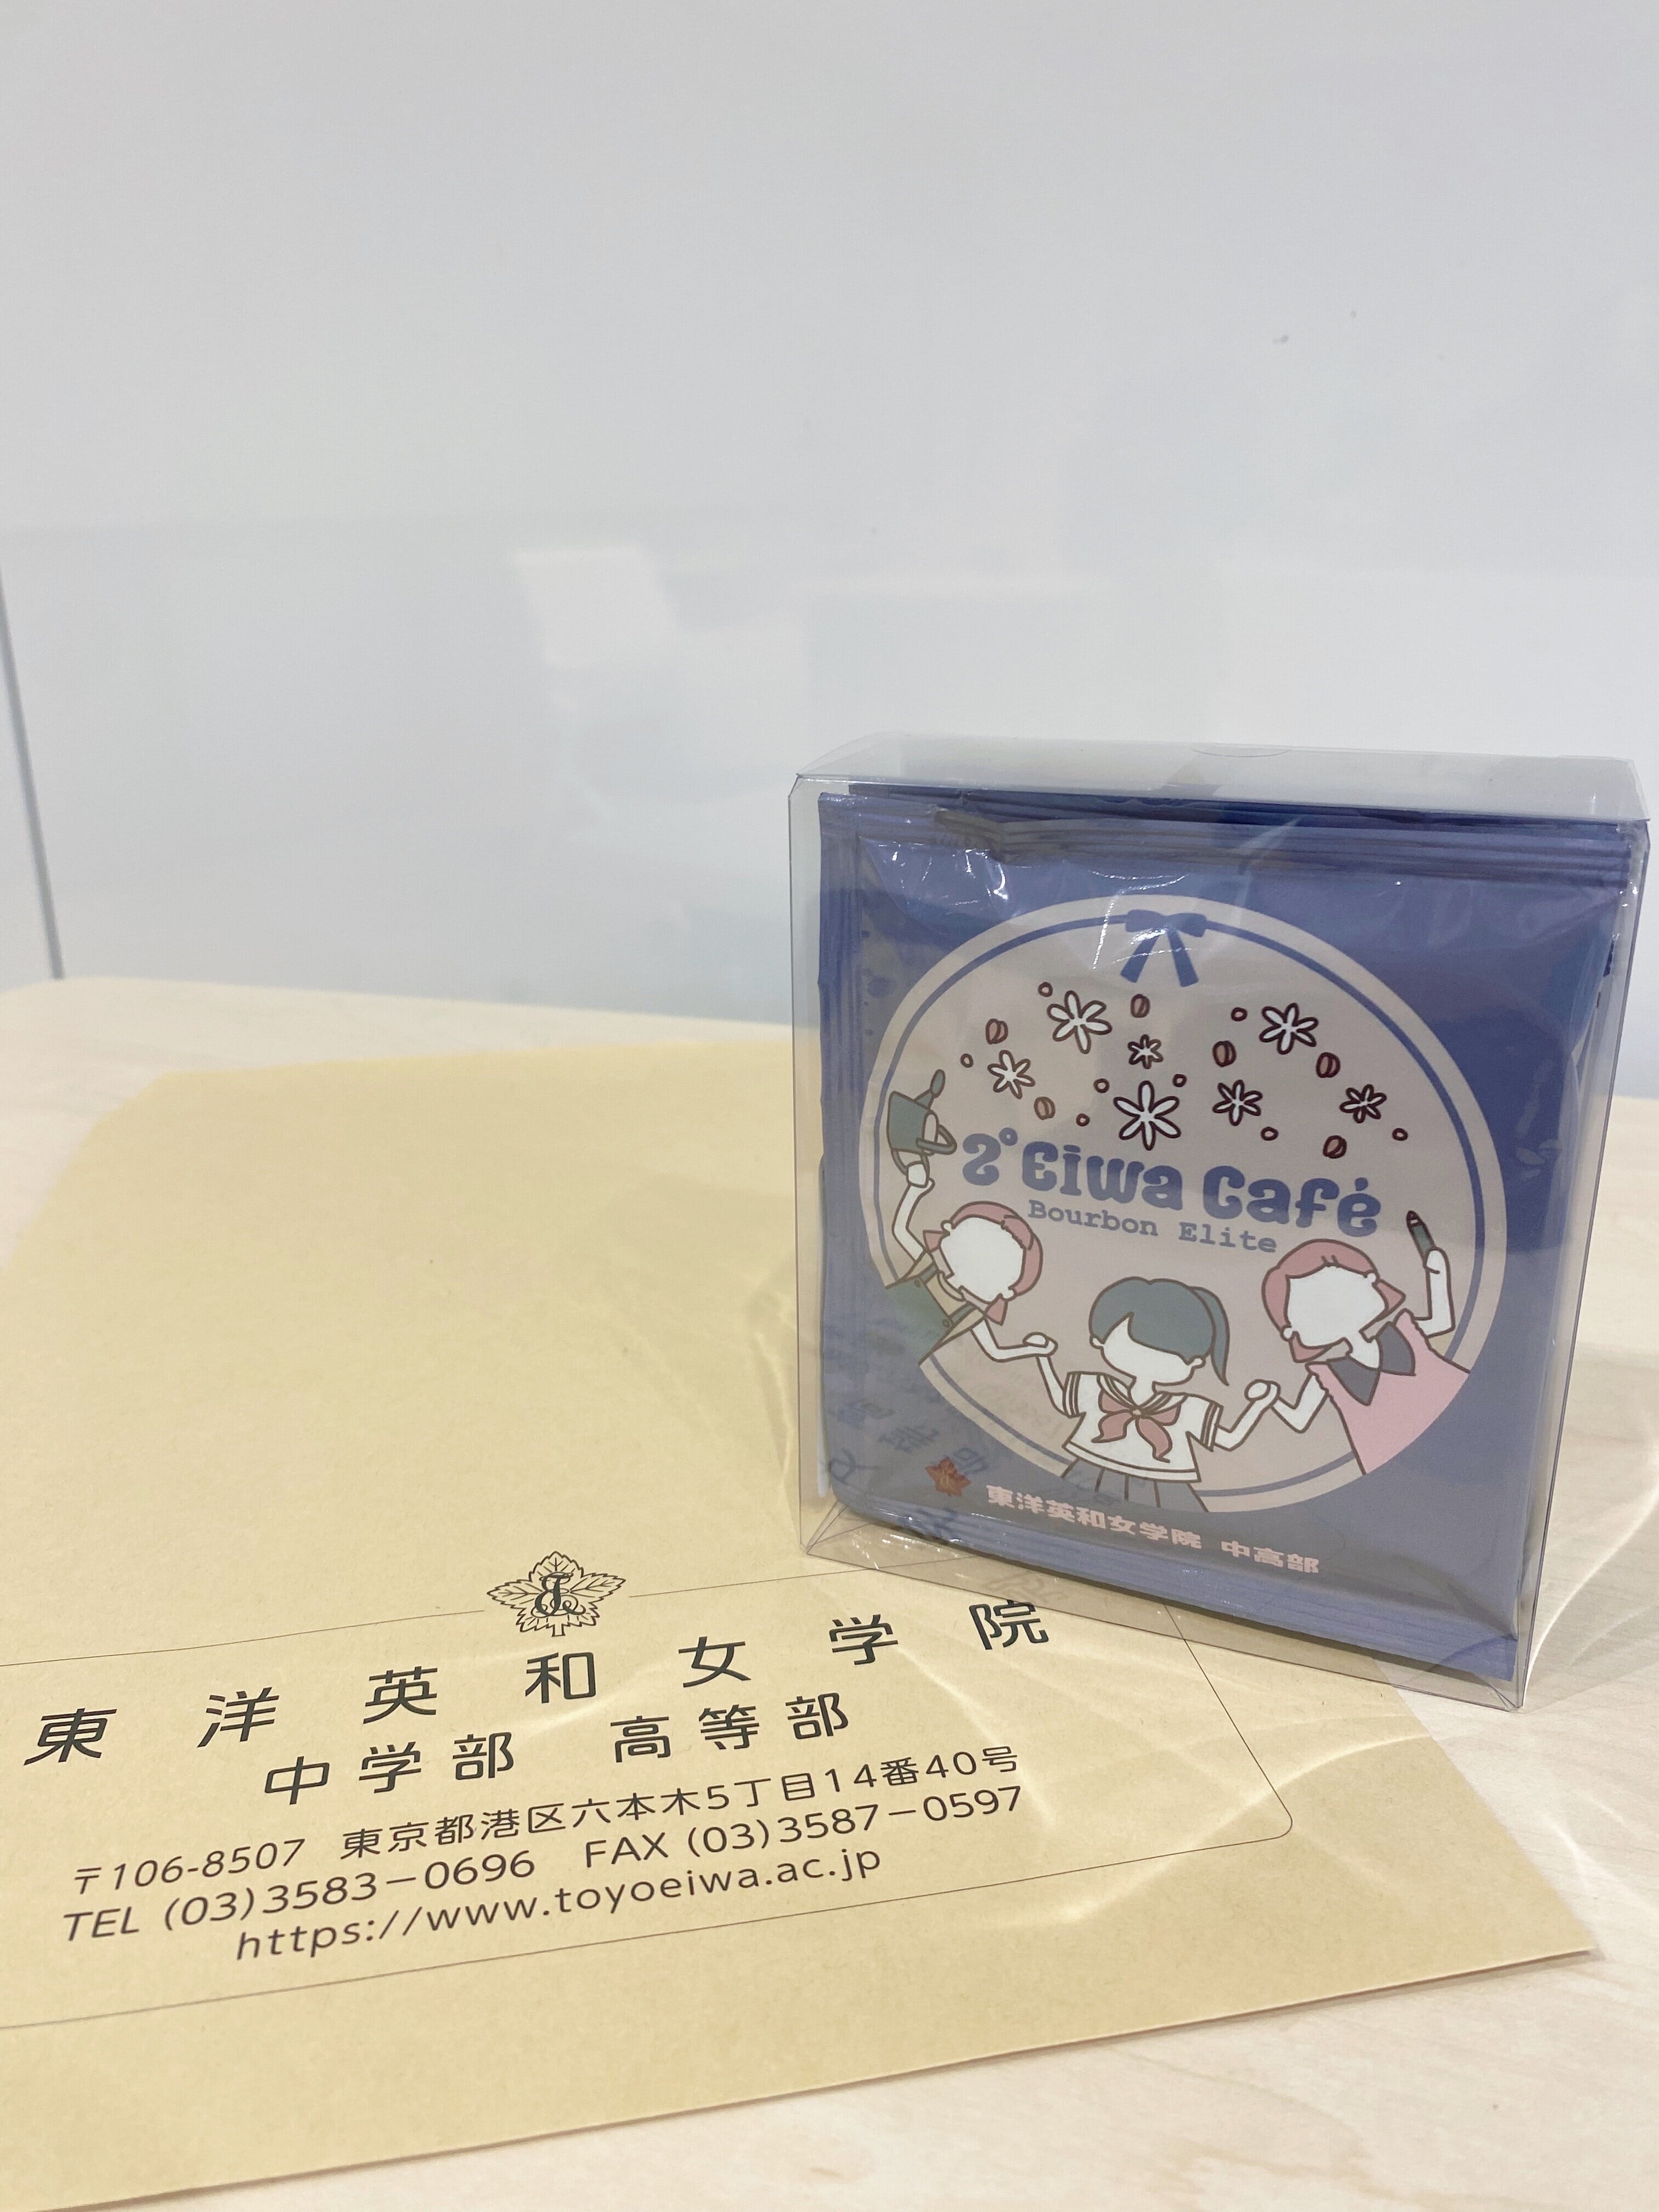 2°Eiwa Café
Bourbon Elite
東洋英和女学院 中高部
東洋英和女学院
中学部 高等部
〒106-8507 東京都港区六本木5丁目14番40号
TEL (03)3583-0696 FAX (03)3587-0597
https://www.toyoeiwa.ac.jp